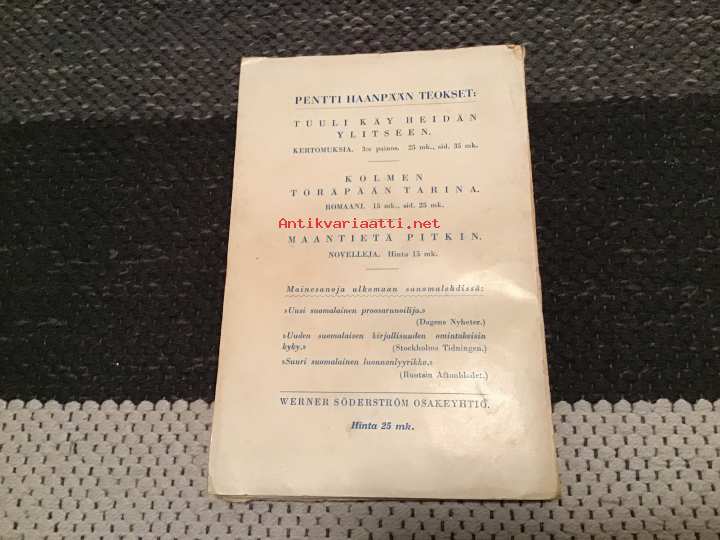 PENTTI HAANPÄÄN TEOKSET:
TUULI KÄY HEIDÄN
YLITSEEN.
KERTOMUKSIA. 3:s painos. 25 mk., sid. 35 mk.
KOLMEN
TÖRÄPÄÄN TARINA.
ROMAANI. 15 mk., sid. 25 mk.
Antikvariaatti.net
MAANTIETÄ PITKIN.
NOVELLEJA. Hinta 15 mk.
Mainesanoja ulkomaan sanomalehdissä:
»Uusi suomalainen proosarunoilija.»
(Dagens Nyheter.)
»Uuden suomalaisen kirjallisuuden omintakeisin
kyky.» (Stockholms Tidningen.)
»Suuri suomalainen luonnonlyyrikko.»
(Ruotsin Aftonbladet.)
WERNER SÖDERSTRÖM OSAKEYHTIÖ.
Hinta 25 mk.